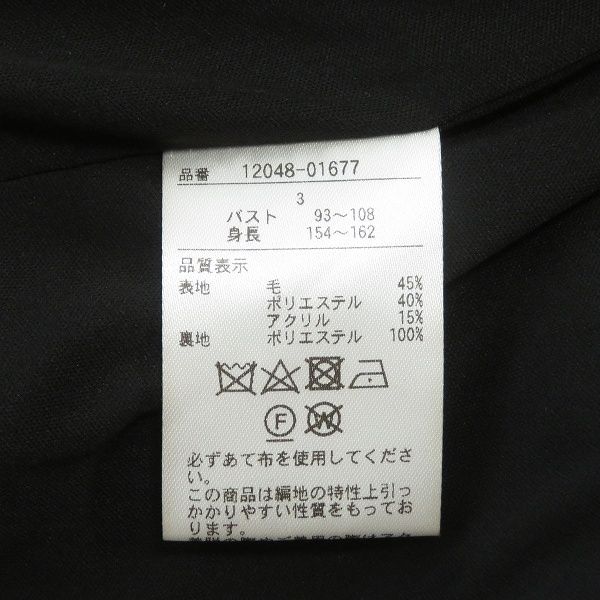 品番 12048-01677
3
バスト 93〜108
身長 154〜162
品質表示
表地 毛 45%
ポリエステル 40%
アクリル 15%
裏地 ポリエステル 100%
F W
必ずあて布を使用してくださ
い。
この商品は編地の特性上引っ
かかりやすい性質をもってお
ります。